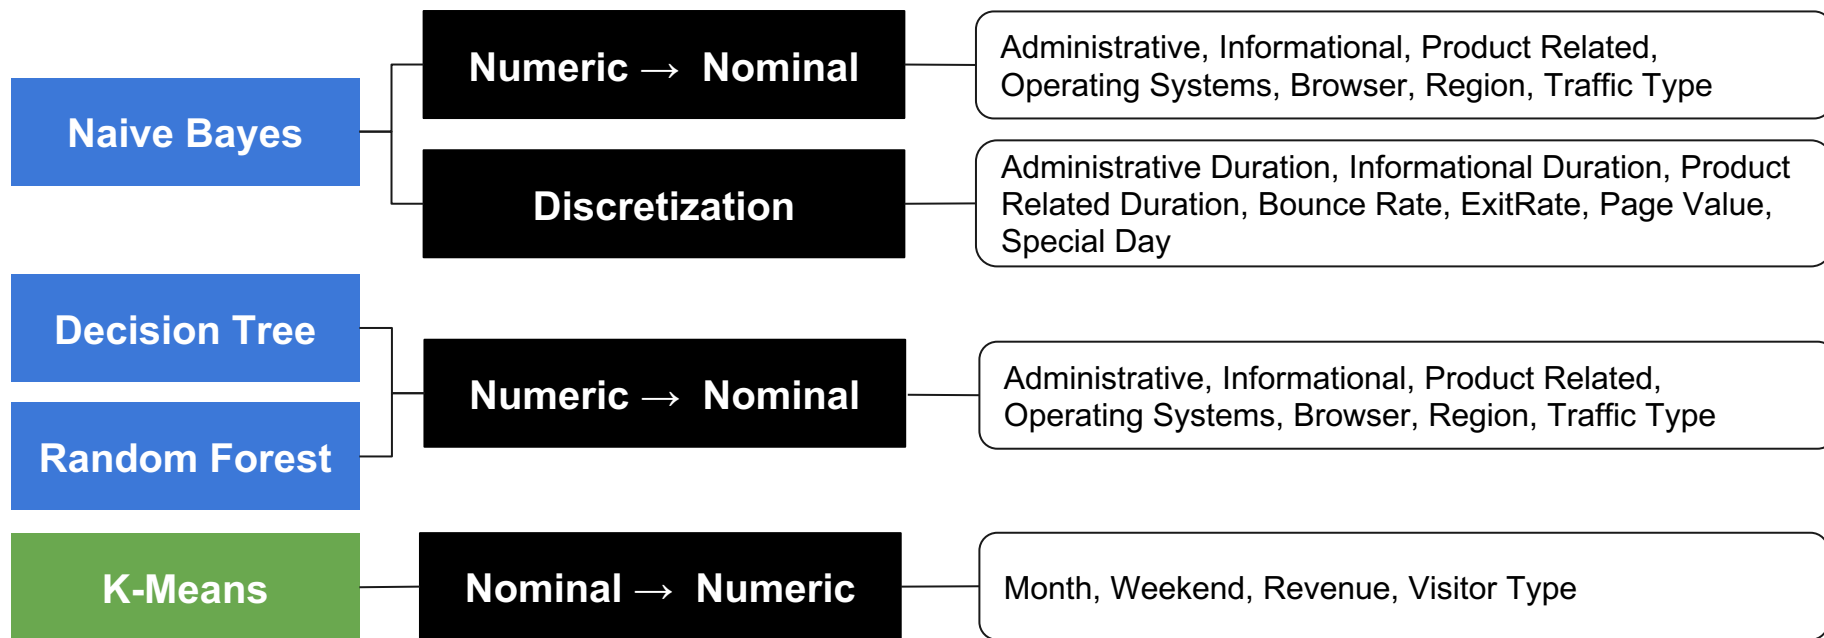 Naive Bayes
Numeric → Nominal
Administrative, Informational, Product Related,
Operating Systems, Browser, Region, Traffic Type
Discretization
Administrative Duration, Informational Duration, Product
Related Duration, Bounce Rate, ExitRate, Page Value,
Special Day
Decision Tree
Random Forest
Numeric → Nominal
Administrative, Informational, Product Related,
Operating Systems, Browser, Region, Traffic Type
K-Means
Nominal → Numeric
Month, Weekend, Revenue, Visitor Type